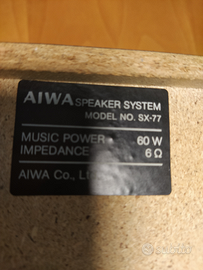 AIWA SPEAKER SYSTEM
MODEL NO. SX-77
MUSIC POWER 60 W
IMPEDANCE 6 Ω
AIWA Co., L